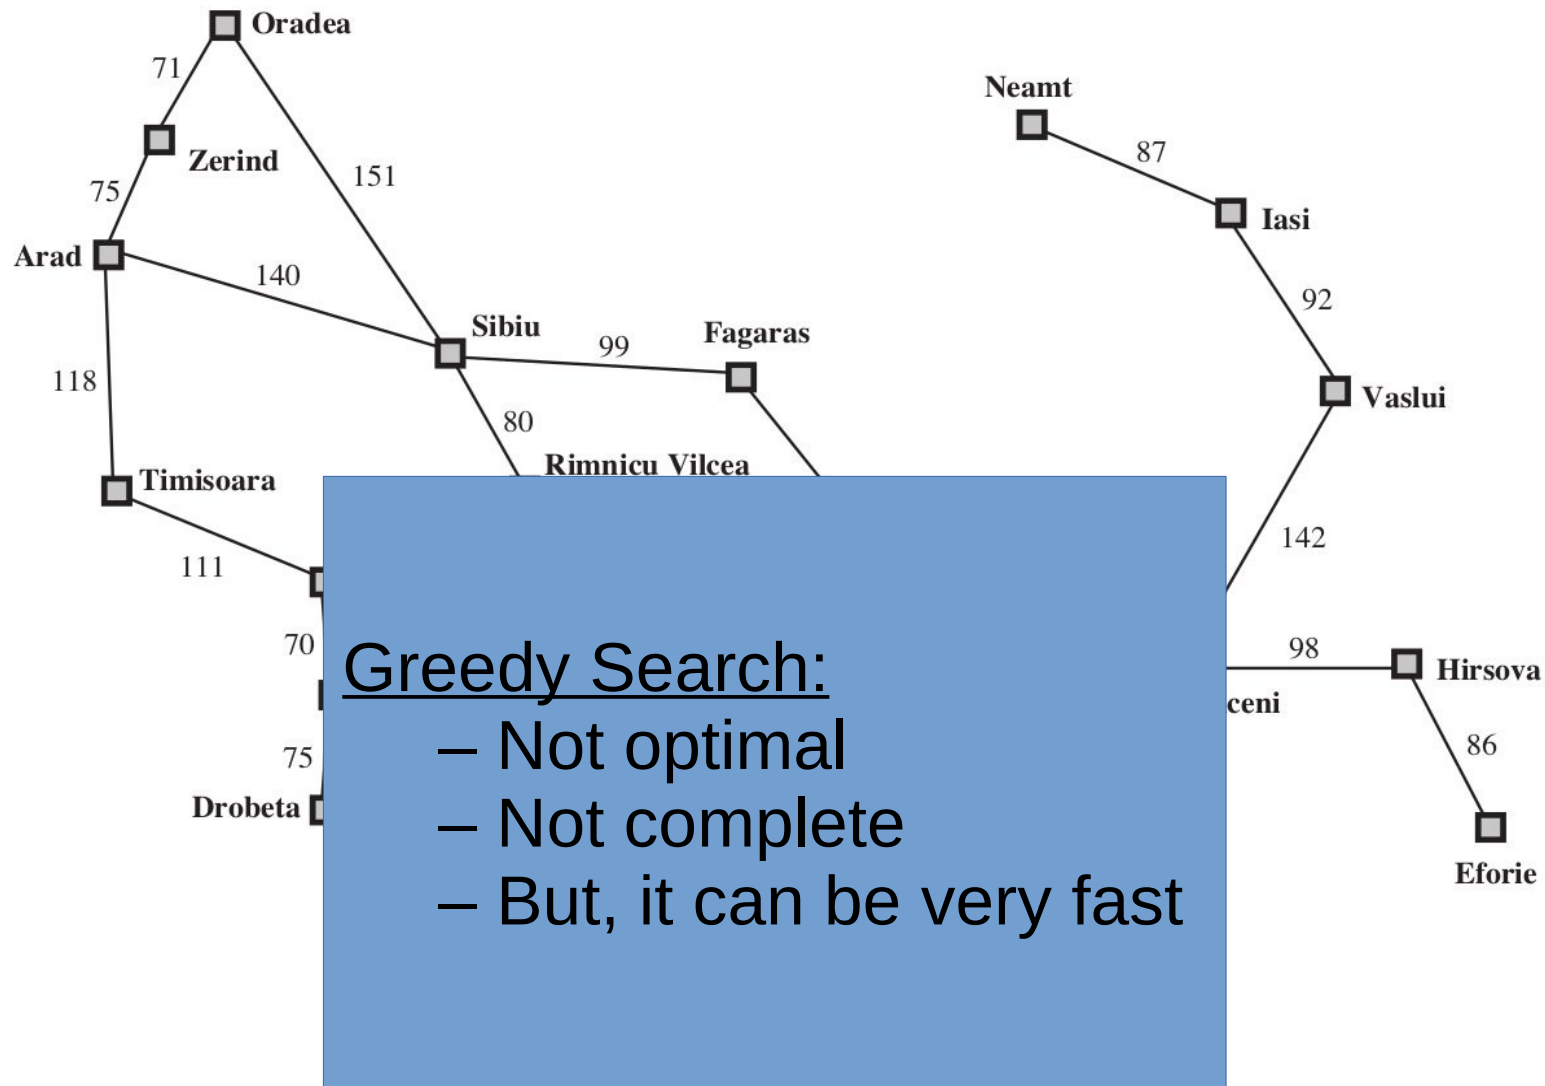 Oradea
71
Neamt
87
Zerind
151
75
Iasi
Arad
140
92
Sibiu
Fagaras
99
118
Vaslui
80
Rimnicu Vilcea
Timisoara
142
111
70
98
Greedy Search:
Hirsova
ceni
– Not optimal
86
75
Drobeta
– Not complete
Eforie
– But, it can be very fast